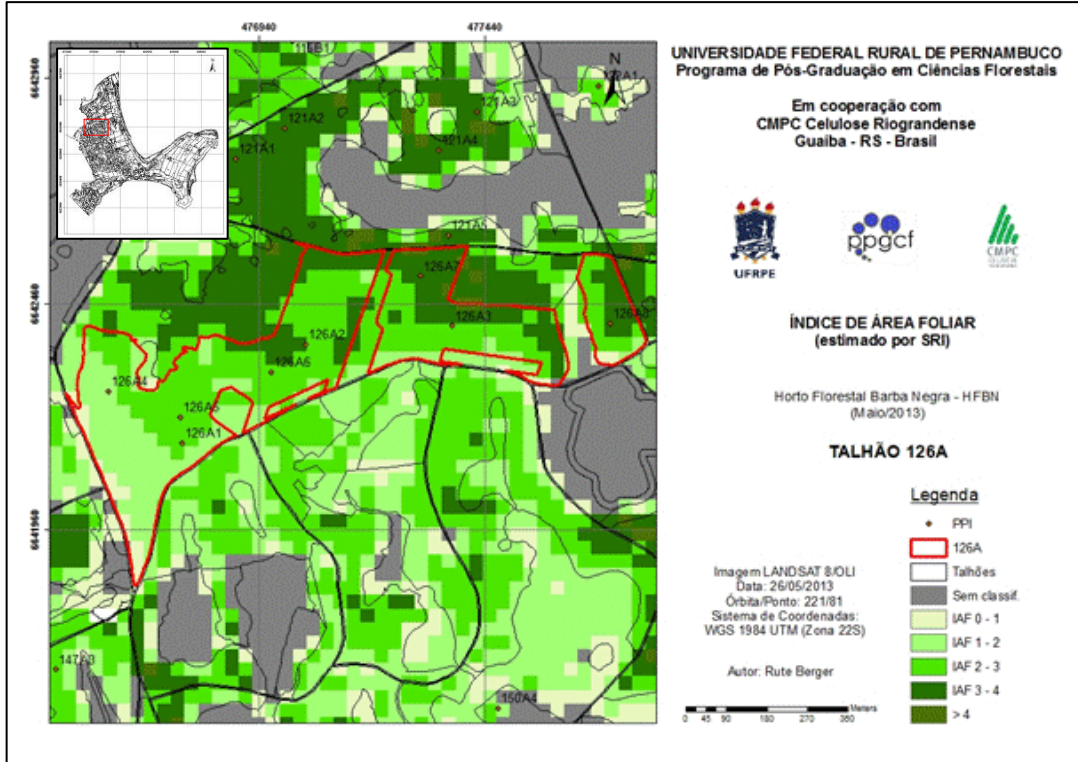 476940
477440
6642960
6642460
6641960
N
115B1
121A3
121A2
121A1
121A5
126A7
126A3
126A2
126A4
126A1
147A3
150A4
UNIVERSIDADE FEDERAL RURAL DE PERNAMBUCO
Programa de Pós-Graduação em Ciências Florestais
Em cooperação com
CMPC Celulose Riograndense
Guaiba - RS - Brasil
UFRPE
ppgcf
CMPC
ÍNDICE DE ÁREA FOLIAR
(estimado por SRI)
Horto Florestal Barba Negra - HFBN
(Maio/2013)
TALHÃO 126A
Legenda
PPI
126A
Talhões
Sem classif.
IAF 0 - 1
IAF 1 - 2
IAF 2 - 3
IAF 3 - 4
> 4
Imagem LANDSAT 8/OLI
Data: 26/05/2013
Órbita/Ponto: 221/81
Sistema de Coordenadas:
WGS 1984 UTM (Zona 22S)
Autor: Rute Berger
0 45 90 180 270 360 Meters